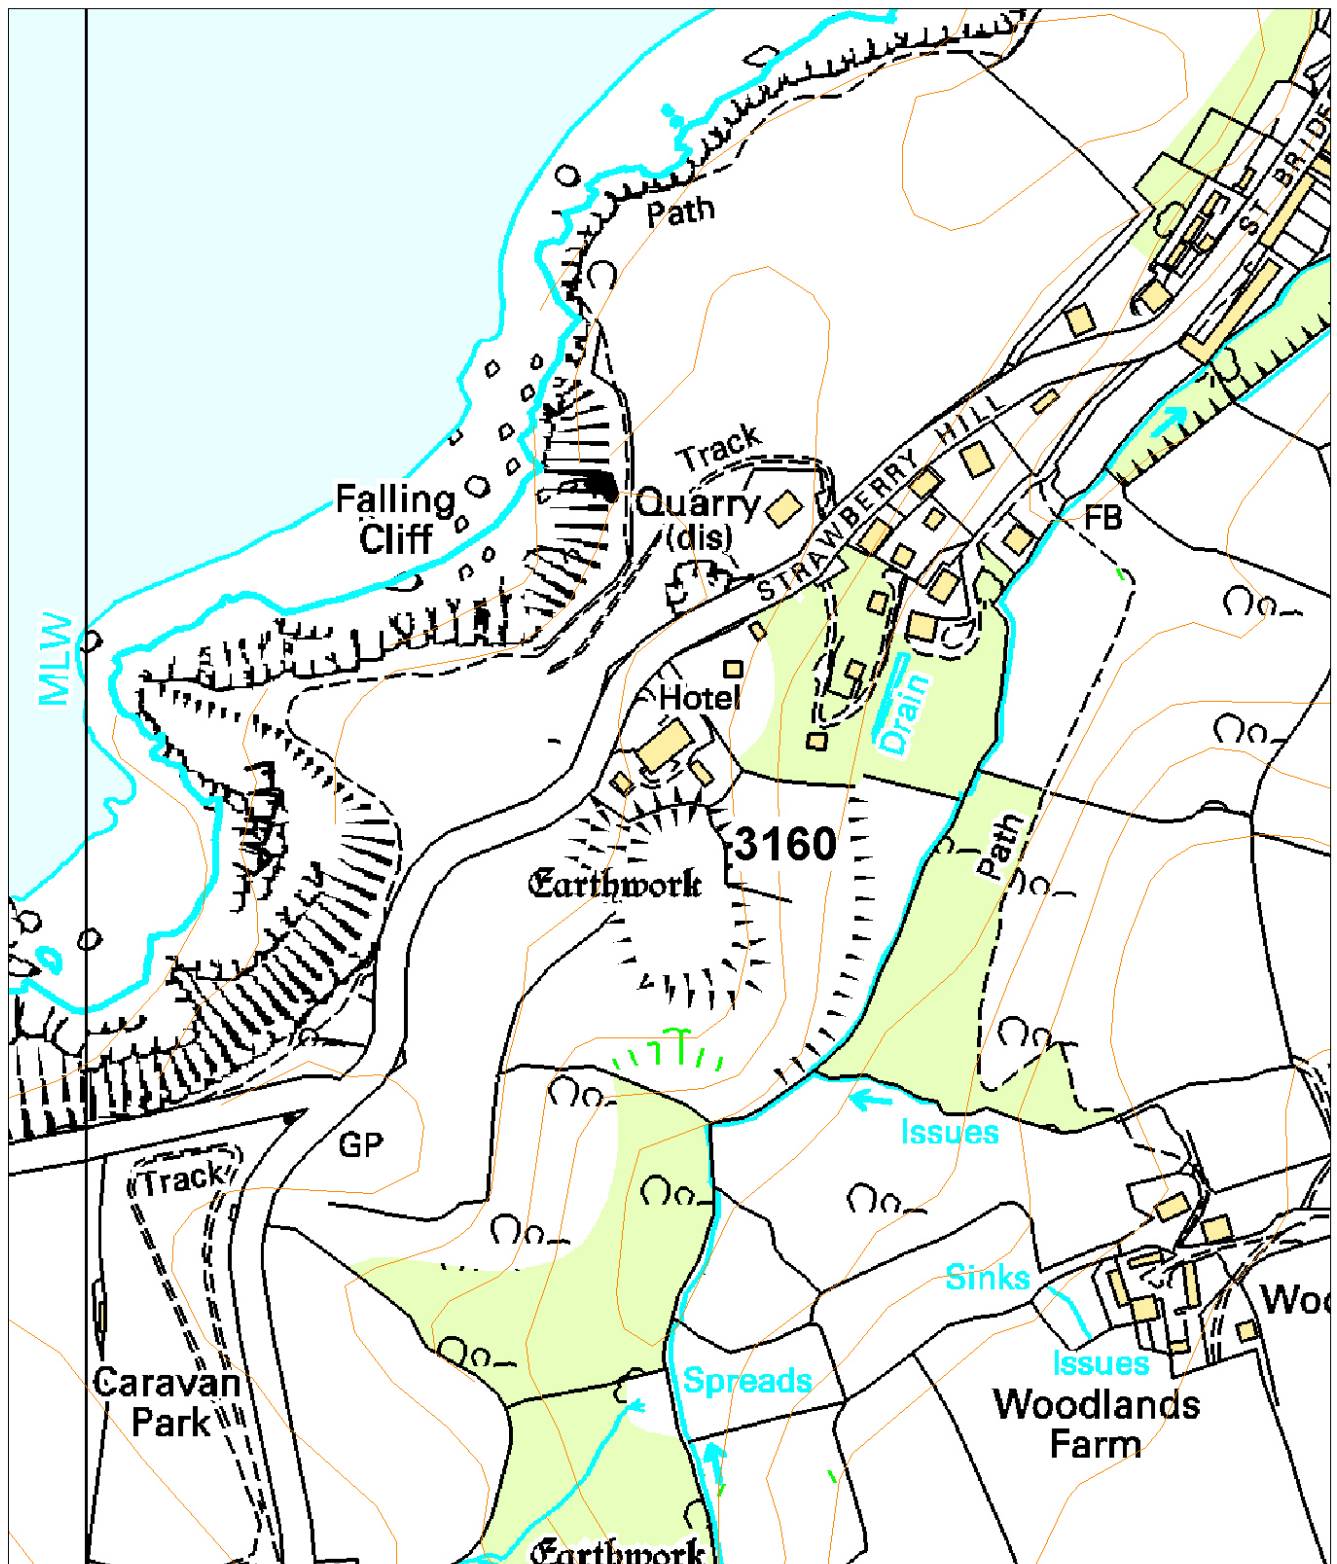 Path
ST BRIDE
Track
STRAWBERRY HILL
Falling
Cliff
Quarry
(dis)
FB
MLW
Hotel
Drain
3160
Path
Earthwork
Issues
GP
Track
Sinks
Woo
Issues
Spreads
Caravan
Park
Woodlands
Farm
Earthwork